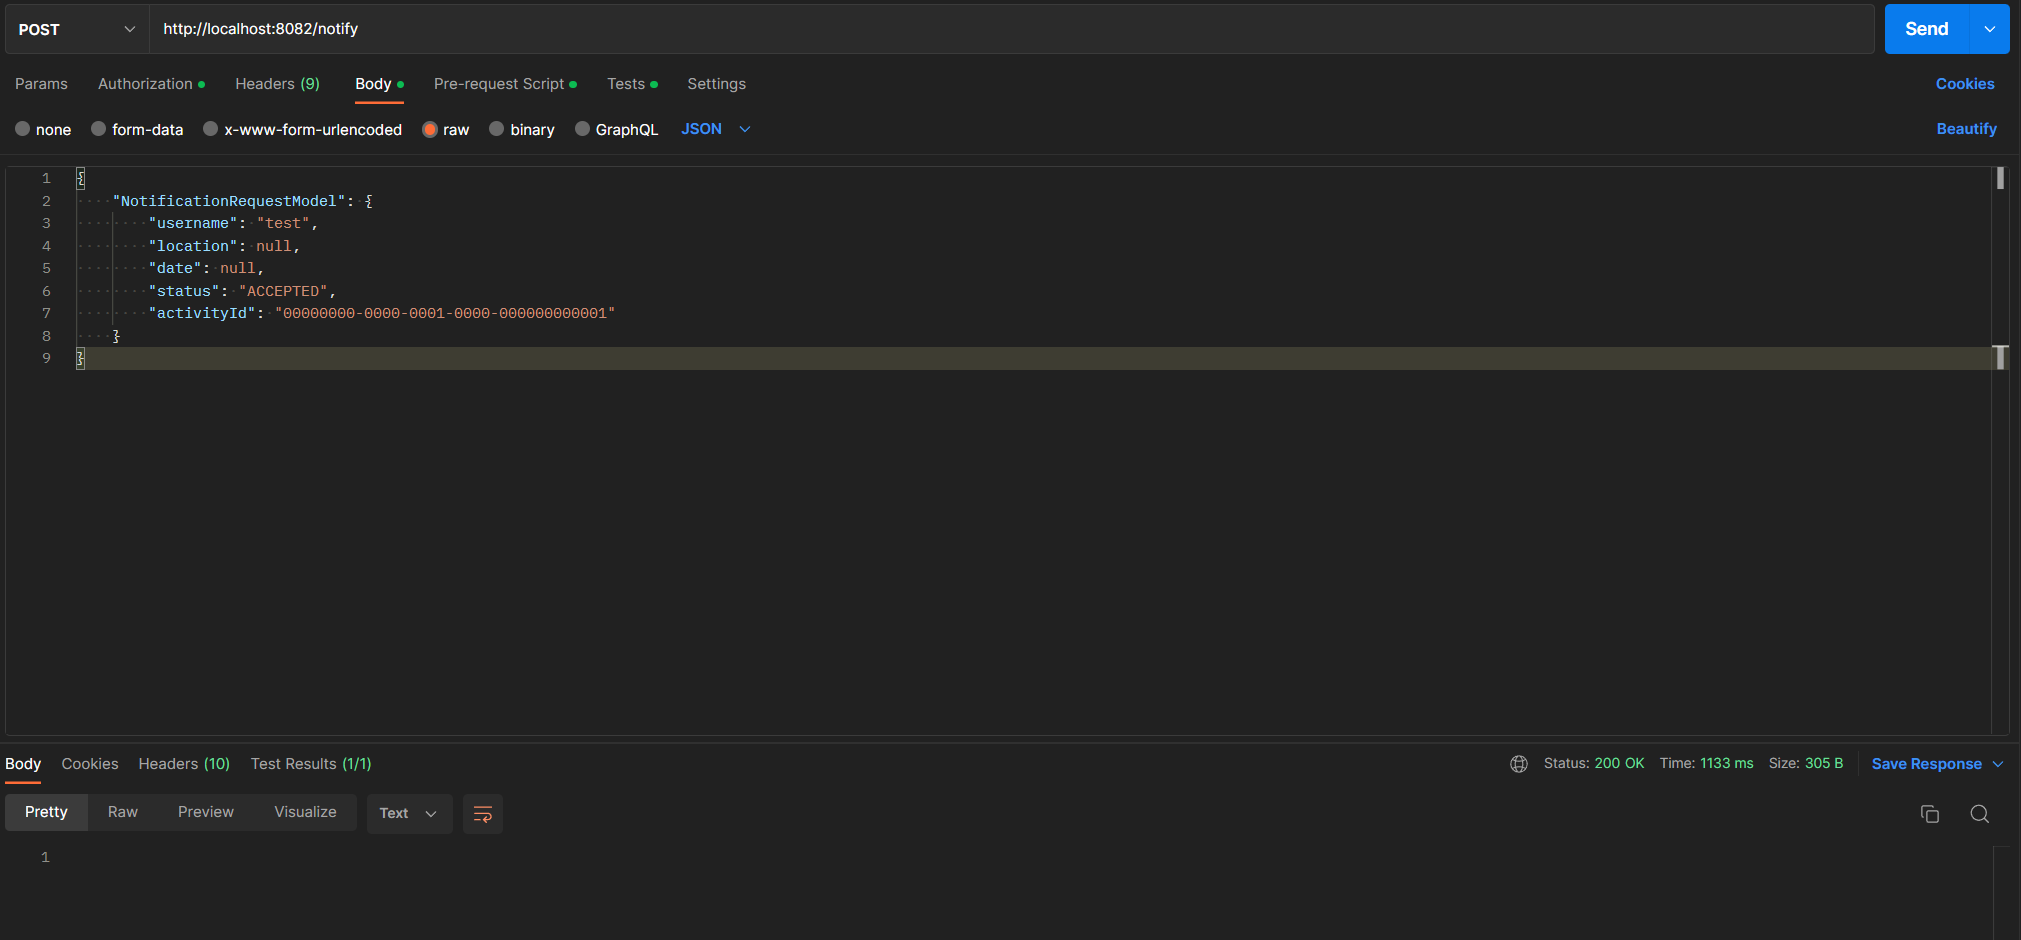 POST http://localhost:8082/notify Send
Params Authorization Headers (9) Body Pre-request Script Tests Settings Cookies
none form-data x-www-form-urlencoded raw binary GraphQL JSON Beautify
1 {
2 "NotificationRequestModel": {
3 "username": "test",
4 "location": null,
5 "date": null,
6 "status": "ACCEPTED",
7 "activityId": "00000000-0000-0001-0000-000000000001"
8 }
9 }
Body Cookies Headers (10) Test Results (1/1) Status: 200 OK Time: 1133 ms Size: 305 B Save Response
Pretty Raw Preview Visualize Text
1